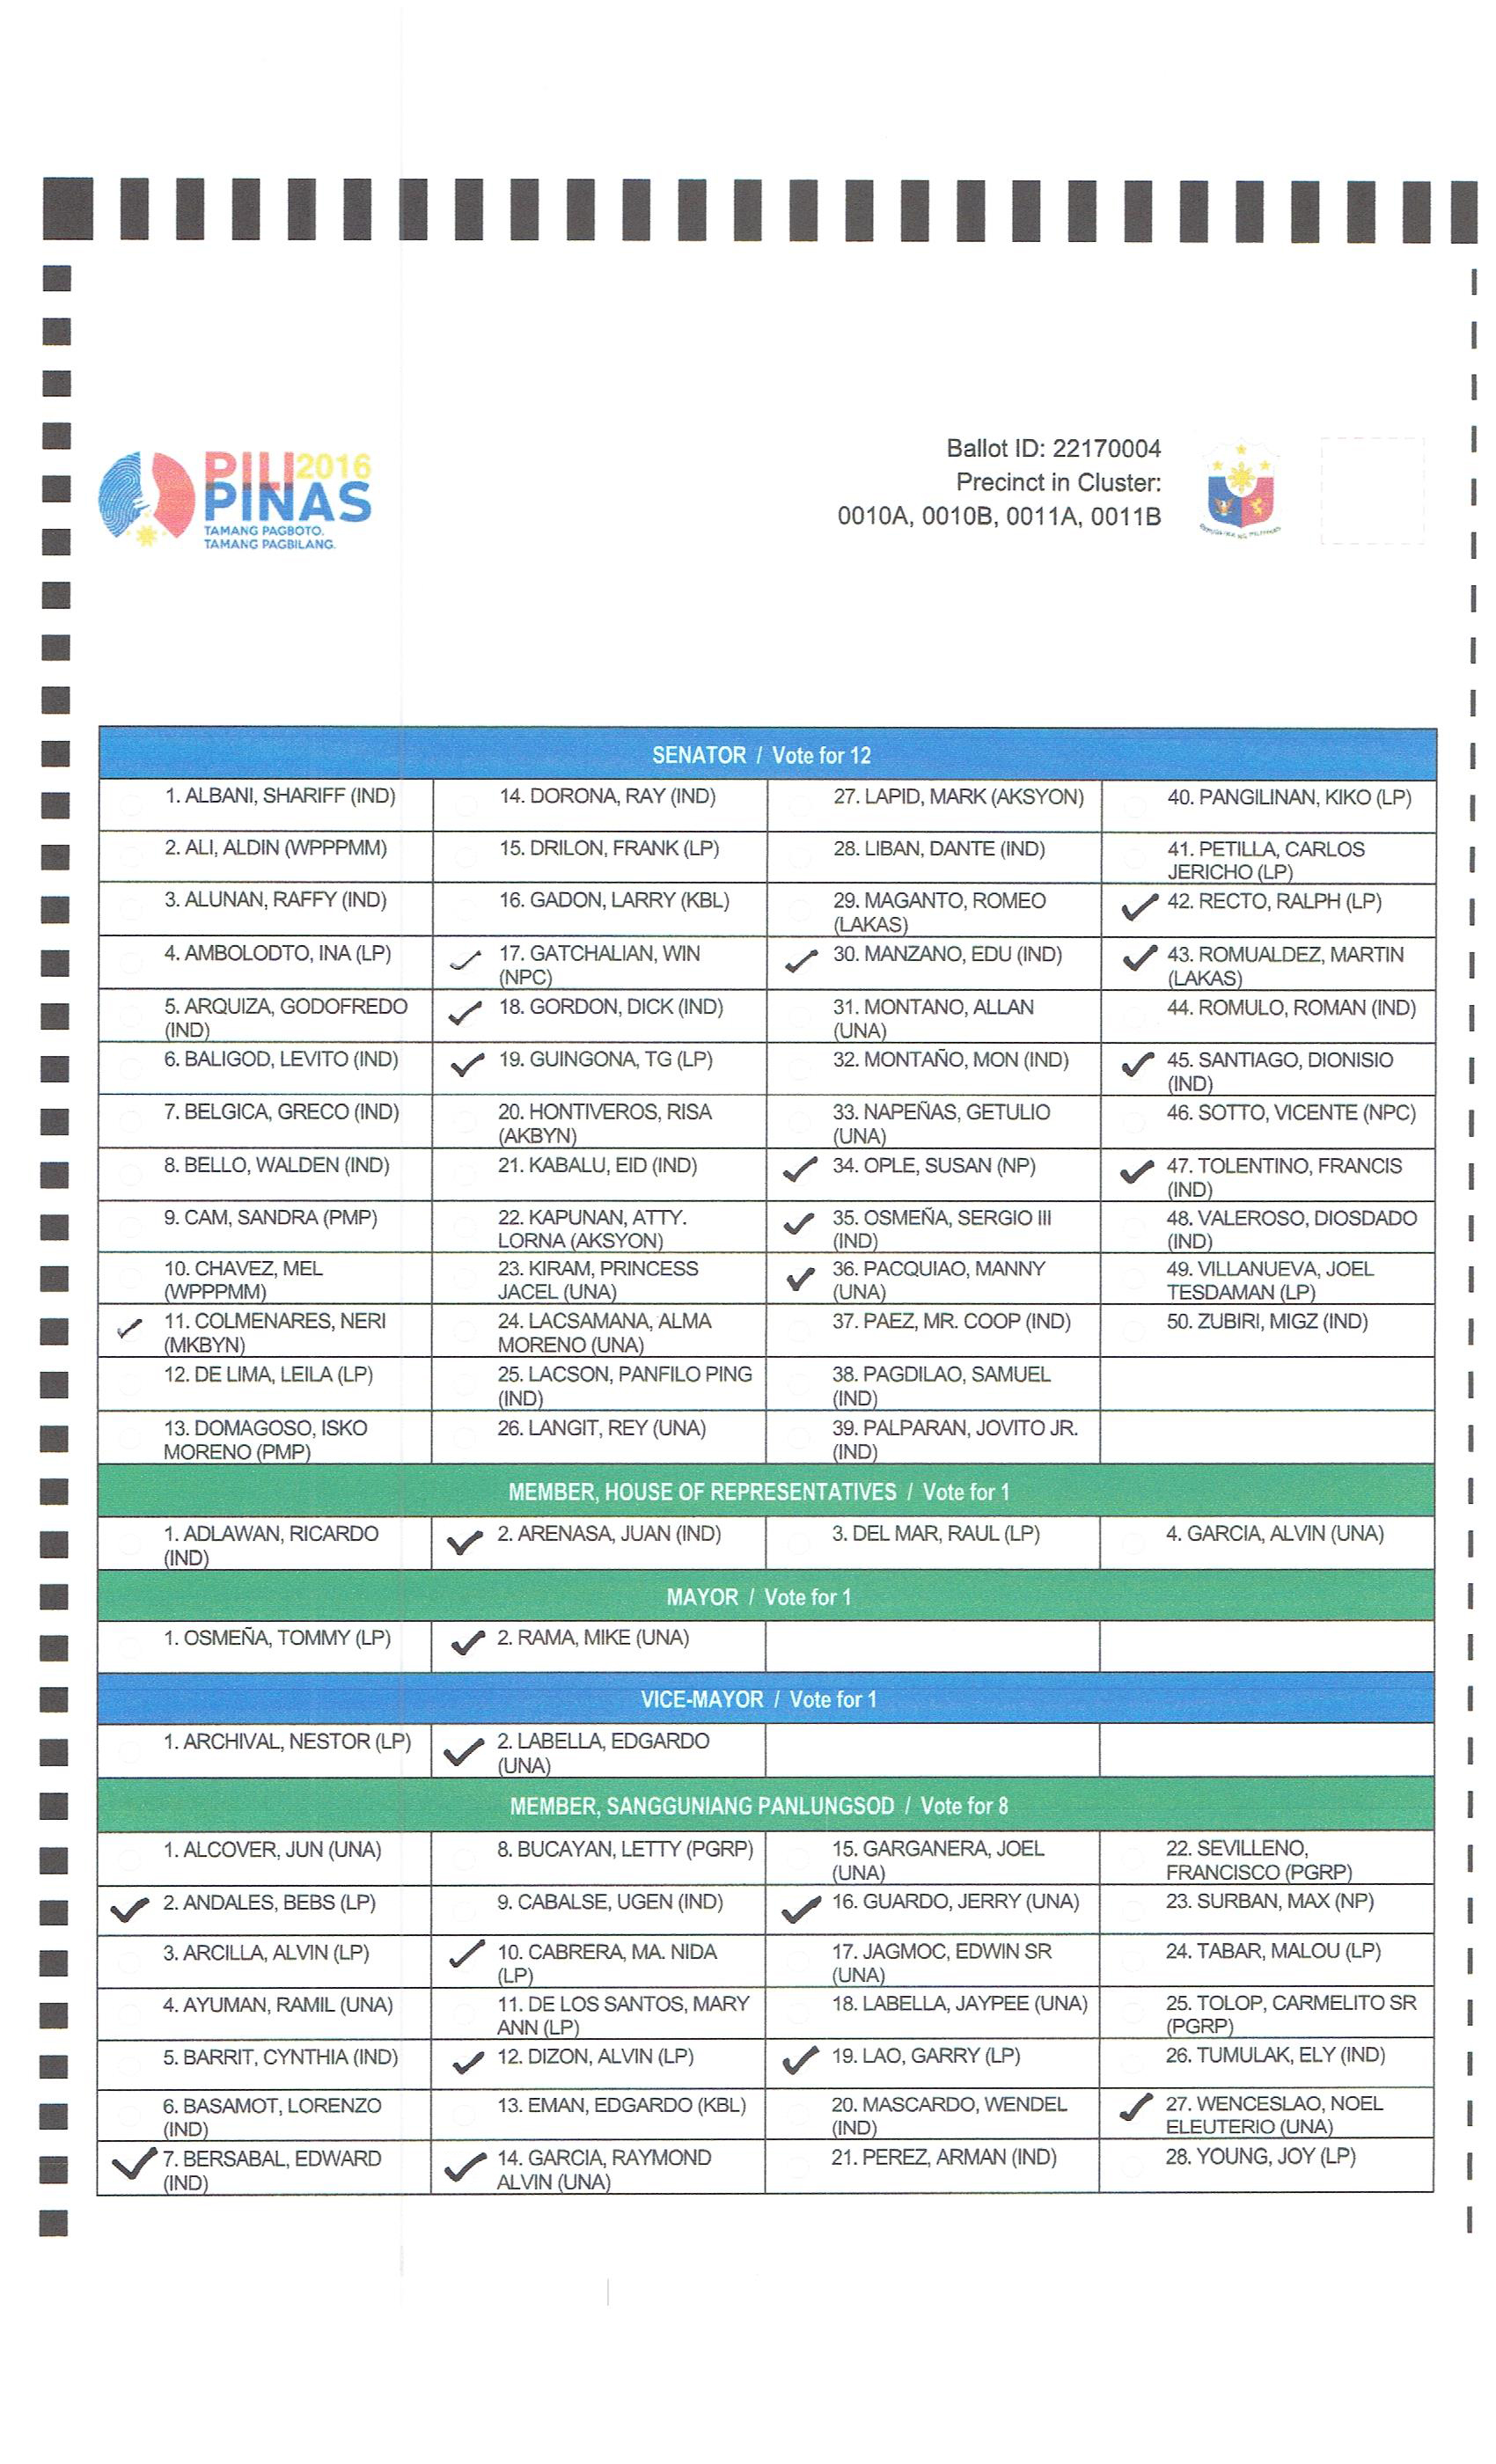 PILI2016
PINAS
TAMANG PAGBOTO.
TAMANG PAGBILANG.
Ballot ID: 22170004
Precinct in Cluster:
0010A, 0010B, 0011A, 0011B
SENATOR / Vote for 12
1. ALBANI, SHARIFF (IND)
2. ALI, ALDIN (WPPPMM)
3. ALUNAN, RAFFY (IND)
4. AMBOLODTO, INA (LP)
5. ARQUIZA, GODOFREDO
(IND)
6. BALIGOD, LEVITO (IND)
7. BELGICA, GRECO (IND)
8. BELLO, WALDEN (IND)
9. CAM, SANDRA (PMP)
10. CHAVEZ, MEL
(WPPPMM)
11. COLMENARES, NERI
(MKBYN)
12. DE LIMA, LEILA (LP)
13. DOMAGOSO, ISKO
MORENO (PMP)
14. DORONA, RAY (IND)
15. DRILON, FRANK (LP)
16. GADON, LARRY (KBL)
17. GATCHALIAN, WIN
(NPC)
18. GORDON, DICK (IND)
19. GUINGONA, TG (LP)
20. HONTIVEROS, RISA
(AKBYN)
21. KABALU, EID (IND)
22. KAPUNAN, ATTY.
LORNA (AKSYON)
23. KIRAM, PRINCESS
JACEL (UNA)
24. LACSAMANA, ALMA
MORENO (UNA)
25. LACSON, PANFILO PING
(IND)
26. LANGIT, REY (UNA)
27. LAPID, MARK (AKSYON)
28. LIBAN, DANTE (IND)
29. MAGANTO, ROMEO
(LAKAS)
30. MANZANO, EDU (IND)
31. MONTANO, ALLAN
(UNA)
32. MONTAÑO, MON (IND)
33. NAPEÑAS, GETULIO
(UNA)
34. OPLE, SUSAN (NP)
35. OSMEÑA, SERGIO III
(IND)
36. PACQUIAO, MANNY
(UNA)
37. PAEZ, MR. COOP (IND)
38. PAGDILAO, SAMUEL
(IND)
39. PALPARAN, JOVITO JR.
(IND)
40. PANGILINAN, KIKO (LP)
41. PETILLA, CARLOS
JERICHO (LP)
42. RECTO, RALPH (LP)
43. ROMUALDEZ, MARTIN
(LAKAS)
44. ROMULO, ROMAN (IND)
45. SANTIAGO, DIONISIO
(IND)
46. SOTTO, VICENTE (NPC)
47. TOLENTINO, FRANCIS
(IND)
48. VALEROSO, DIOSDADO
(IND)
49. VILLANUEVA, JOEL
TESDAMAN (LP)
50. ZUBIRI, MIGZ (IND)
MEMBER, HOUSE OF REPRESENTATIVES / Vote for 1
1. ADLAWAN, RICARDO
(IND)
2. ARENASA, JUAN (IND)
3. DEL MAR, RAUL (LP)
4. GARCIA, ALVIN (UNA)
MAYOR / Vote for 1
1. OSMEÑA, TOMMY (LP)
2. RAMA, MIKE (UNA)
VICE-MAYOR / Vote for 1
1. ARCHIVAL, NESTOR (LP)
2. LABELLA, EDGARDO
(UNA)
MEMBER, SANGGUNIANG PANLUNGSOD / Vote for 8
1. ALCOVER, JUN (UNA)
2. ANDALES, BEBS (LP)
3. ARCILLA, ALVIN (LP)
4. AYUMAN, RAMIL (UNA)
5. BARRIT, CYNTHIA (IND)
6. BASAMOT, LORENZO
(IND)
7. BERSABAL, EDWARD
(IND)
8. BUCAYAN, LETTY (PGRP)
9. CABALSE, UGEN (IND)
10. CABRERA, MA. NIDA
(LP)
11. DE LOS SANTOS, MARY
ANN (LP)
12. DIZON, ALVIN (LP)
13. EMAN, EDGARDO (KBL)
14. GARCIA, RAYMOND
ALVIN (UNA)
15. GARGANERA, JOEL
(UNA)
16. GUARDO, JERRY (UNA)
17. JAGMOC, EDWIN SR
(UNA)
18. LABELLA, JAYPEE (UNA)
19. LAO, GARRY (LP)
20. MASCARDO, WENDEL
(IND)
21. PEREZ, ARMAN (IND)
22. SEVILLENO,
FRANCISCO (PGRP)
23. SURBAN, MAX (NP)
24. TABAR, MALOU (LP)
25. TOLOP, CARMELITO SR
(PGRP)
26. TUMULAK, ELY (IND)
27. WENCESLAO, NOEL
ELEUTERIO (UNA)
28. YOUNG, JOY (LP)